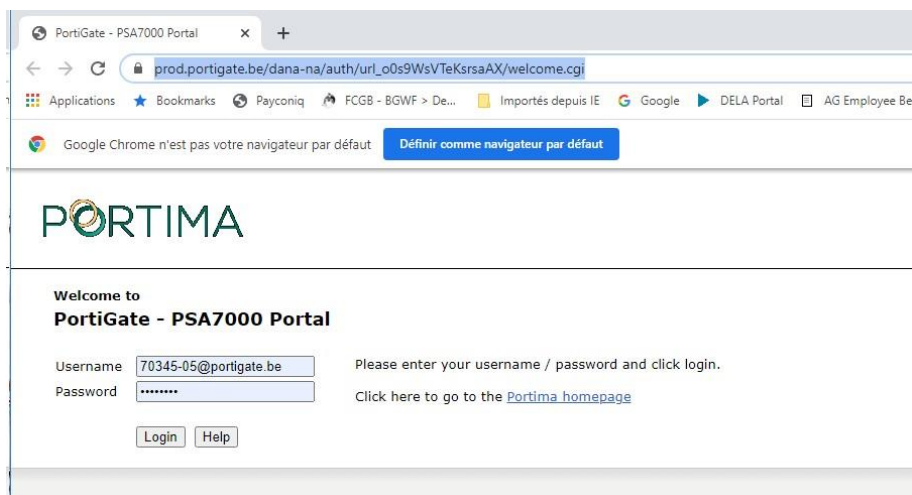 PortiGate - PSA7000 Portal
prod.portigate.be/dana-na/auth/url_o0s9WsVTeKsrsaAX/welcome.cgi
Applications Bookmarks Payconiq FCGB - BGWF > De... Importés depuis IE Google DELA Portal AG Employee Be
Google Chrome n'est pas votre navigateur par défaut Définir comme navigateur par défaut
PORTIMA
Welcome to
PortiGate - PSA7000 Portal
Username 70345-05@portigate.be Please enter your username / password and click login.
Password ••••••••
Click here to go to the Portima homepage
Login Help